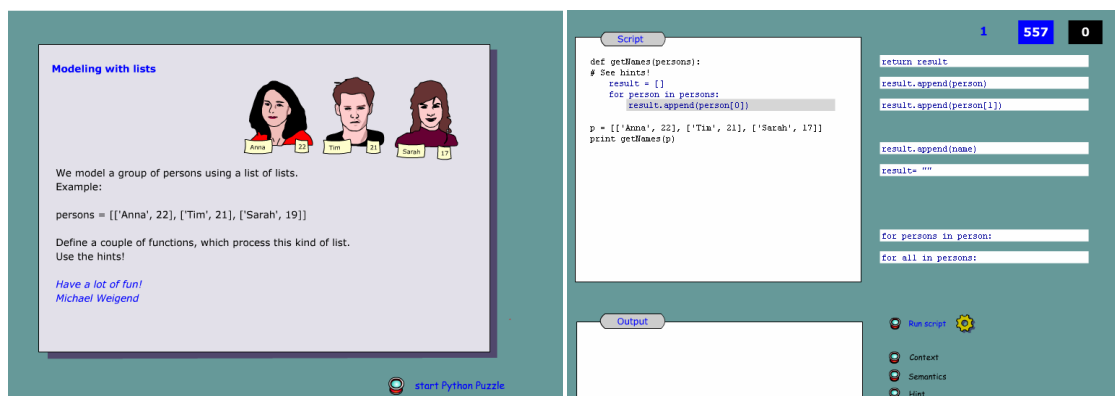 Modeling with lists
Anna
22
Tim
21
Sarah
17
We model a group of persons using a list of lists.
Example:
persons = [['Anna', 22], ['Tim', 21], ['Sarah', 19]]
Define a couple of functions, which process this kind of list.
Use the hints!
Have a lot of fun!
Michael Weigend
start Python Puzzle
1
557
0
Script
def getNames(persons):
# See hints!
result = []
for person in persons:
result.append(person[0])
p = [['Anna', 22], ['Tim', 21], ['Sarah', 17]]
print getNames(p)
return result
result.append(person)
result.append(person[1])
result.append(name)
result= ""
for persons in person:
for all in persons:
Output
Run script
Context
Semantics
Hint